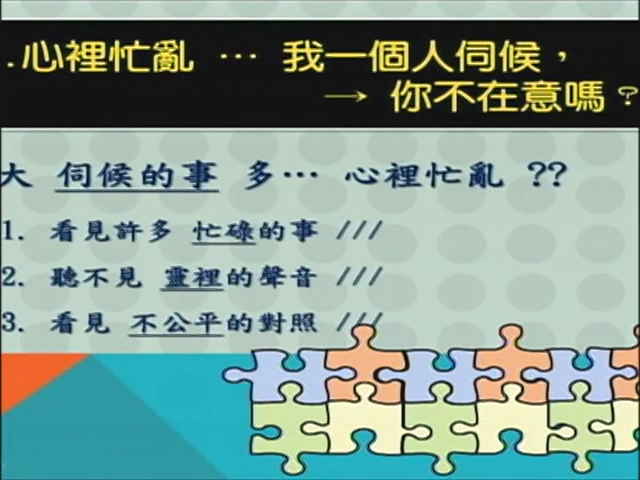 .心裡忙亂 … 我一個人伺候，
→ 你不在意嗎？
大 伺候的事 多… 心裡忙亂 ??
1. 看見許多 忙碌的事 ///
2. 聽不見 靈裡的聲音 ///
3. 看見 不公平的對照 ///